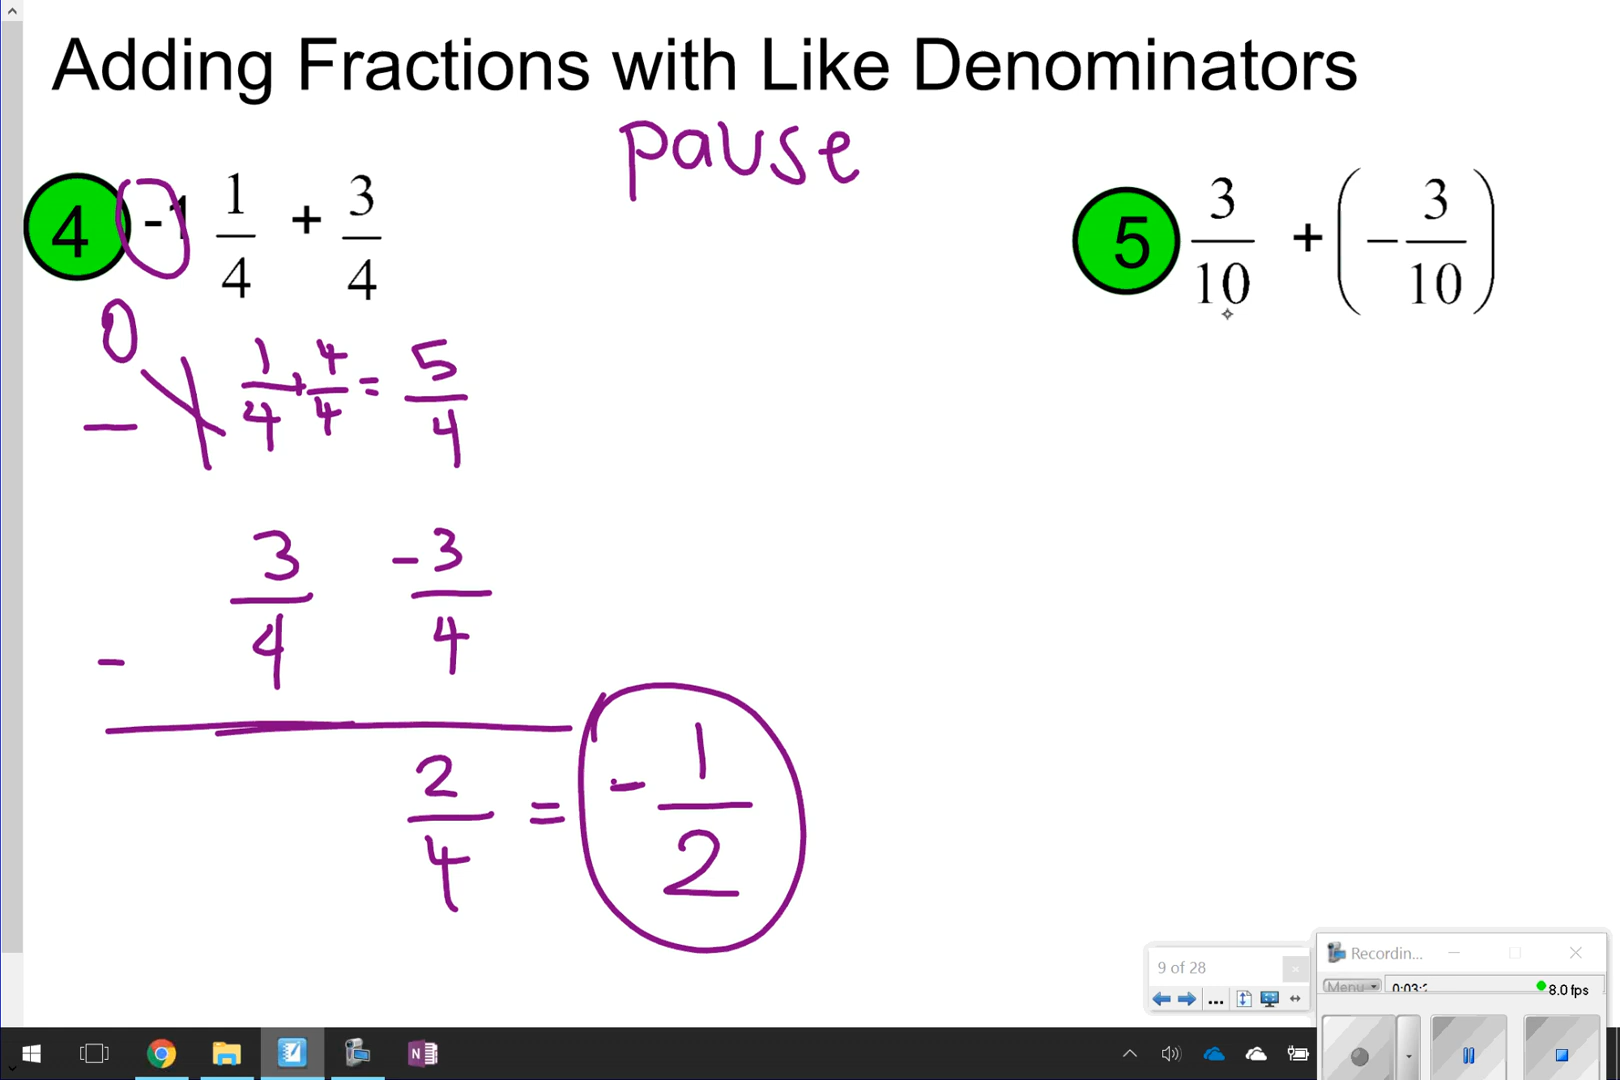 Adding Fractions with Like Denominators
pause
4 -1 1/4 + 3/4
5 3/10 + (- 3/10)
0
- 1 1/4 + 4/4 = 5/4
- 3/4 -3/4
2/4 = - 1/2
9 of 28
Recordin...
Menu
8.0 fps